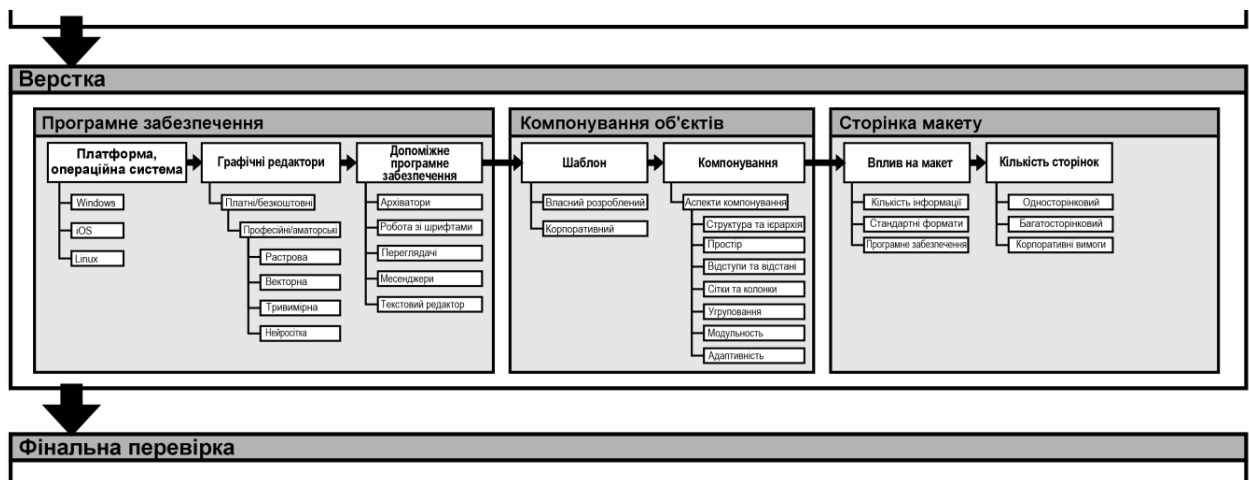 Верстка
Програмне забезпечення
Платформа,
операційна система
Windows
iOS
Linux
Графічні редактори
Платні/безкоштовні
Професійні/аматорські
Растрова
Векторна
Тривимірна
Нейросітка
Допоміжне
програмне
забезпечення
Архіватори
Робота зі шрифтами
Переглядачі
Месенджери
Текстовий редактор
Компонування об'єктів
Шаблон
Власний розроблений
Корпоративний
Компонування
Аспекти компонування
Структура та ієрархія
Простір
Відступи та відстані
Сітки та колонки
Угруповання
Модульность
Адаптивність
Сторінка макету
Вплив на макет
Кількість інформації
Стандартні формати
Програмне забезпечення
Кількість сторінок
Односторінковий
Багатосторінковий
Корпоративні вимоги
Фінальна перевірка